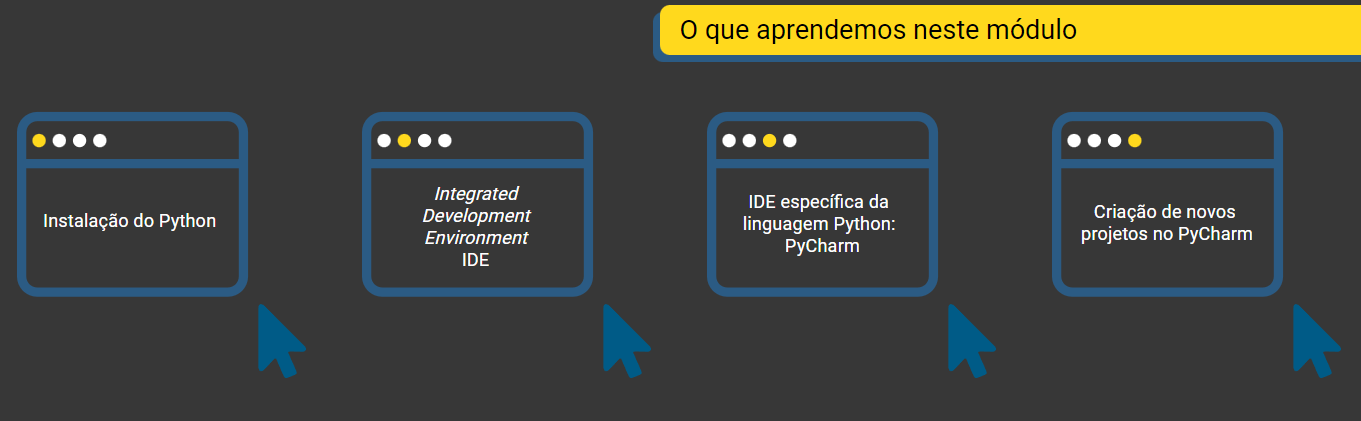 O que aprendemos neste módulo
Instalação do Python
Integrated
Development
Environment
IDE
IDE específica da
linguagem Python:
PyCharm
Criação de novos
projetos no PyCharm